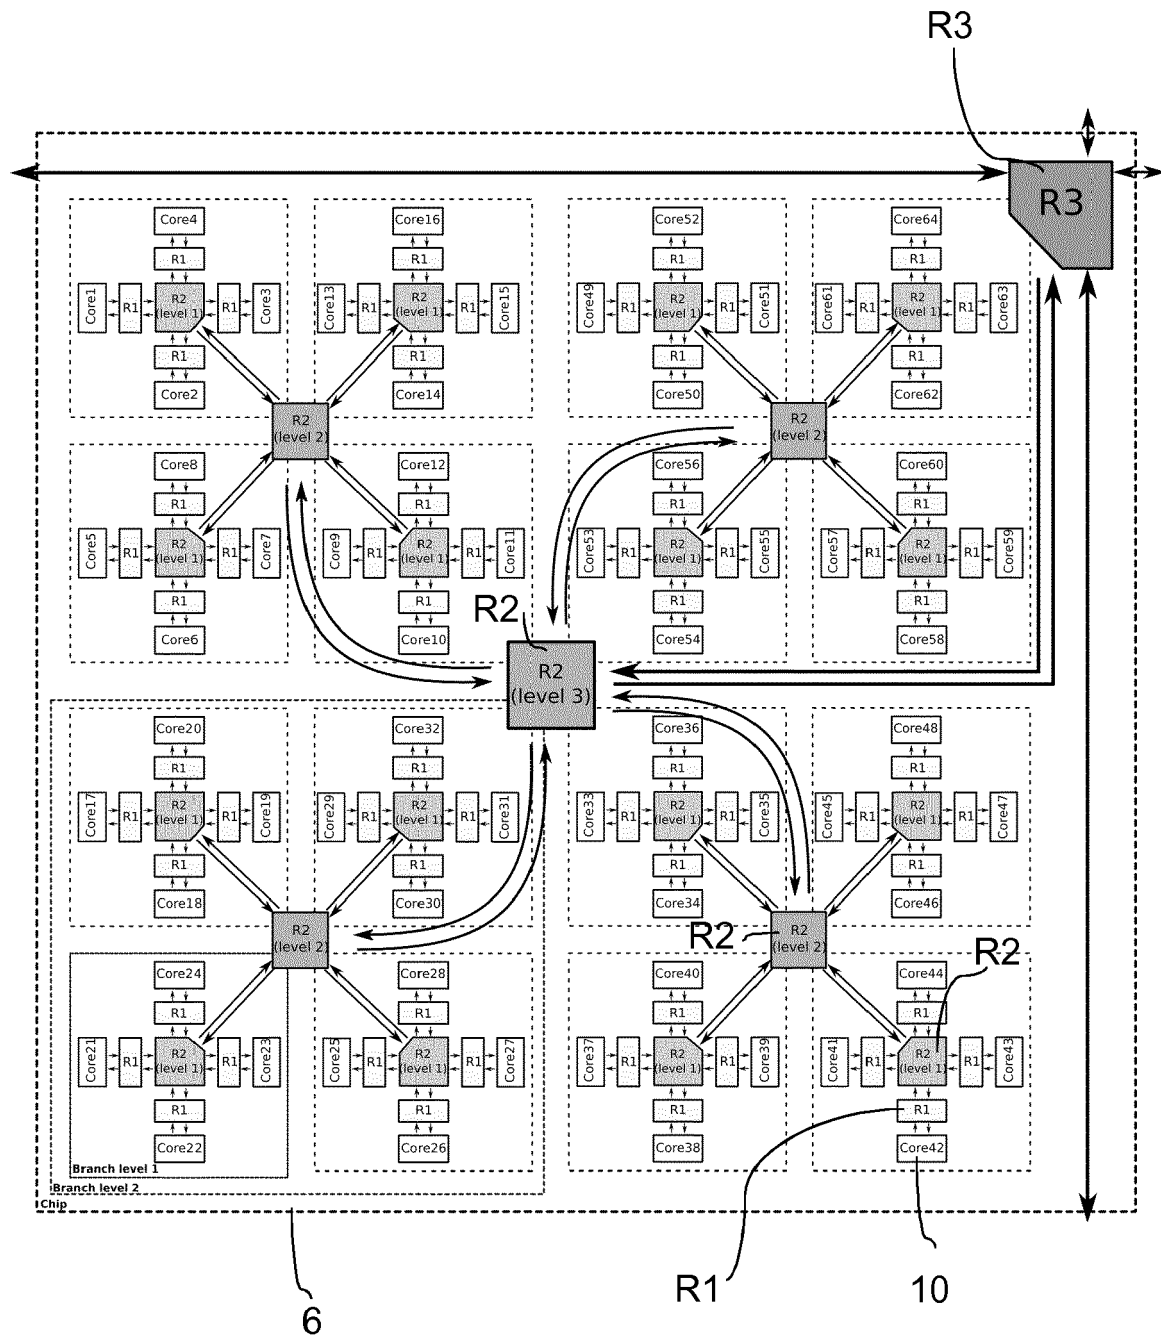 R3
R3
Core4
Core16
Core52
Core64
R1
R1
R1
R1
Core1
R1
R2
(level 1)
R1
Core3
Core13
R1
R2
(level 1)
R1
Core15
Core49
R1
R2
(level 1)
R1
Core51
Core61
R1
R2
(level 1)
R1
Core63
R1
R1
R1
R1
Core2
Core14
Core50
Core62
R2
(level 2)
R2
(level 2)
Core8
Core12
Core56
Core60
R1
R1
R1
R1
Core5
R1
R2
(level 1)
R1
Core7
Core9
R1
R2
(level 1)
R1
Core11
Core53
R1
R2
(level 1)
R1
Core55
Core57
R1
R2
(level 1)
R1
Core59
R1
R1
R1
R1
Core6
Core10
Core54
Core58
R2
R2
(level 3)
Core20
Core32
Core36
Core48
R1
R1
R1
R1
Core17
R1
R2
(level 1)
R1
Core19
Core29
R1
R2
(level 1)
R1
Core31
Core33
R1
R2
(level 1)
R1
Core35
Core45
R1
R2
(level 1)
R1
Core47
R1
R1
R1
R1
Core18
Core30
Core34
Core46
R2
(level 2)
R2
R2
(level 2)
R2
Core24
Core28
Core40
Core44
R1
R1
R1
R1
Core21
R1
R2
(level 1)
R1
Core23
Core25
R1
R2
(level 1)
R1
Core27
Core37
R1
R2
(level 1)
R1
Core39
Core41
R1
R2
(level 1)
R1
Core43
R1
R1
R1
R1
Core22
Core26
Core38
Core42
Branch level 1
Branch level 2
Chip
R1
10
6